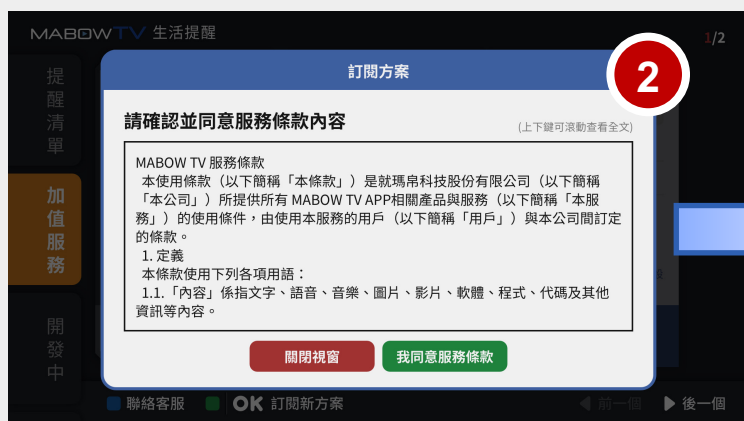 MABOWTV 生活提醒
1/2
提醒清單
加值服務
開發中
訂閱方案
2
請確認並同意服務條款內容
(上下鍵可滾動查看全文)
MABOW TV 服務條款
本使用條款（以下簡稱「本條款」）是就瑪帛科技股份有限公司（以下簡稱
「本公司」）所提供所有 MABOW TV APP相關產品與服務（以下簡稱「本服
務」）的使用條件，由使用本服務的用戶（以下簡稱「用戶」）與本公司間訂定
的條款。
1. 定義
本條款使用下列各項用語：
1.1.「內容」係指文字、語音、音樂、圖片、影片、軟體、程式、代碼及其他
資訊等內容。
關閉視窗
我同意服務條款
聯絡客服
OK 訂閱新方案
前一個
後一個